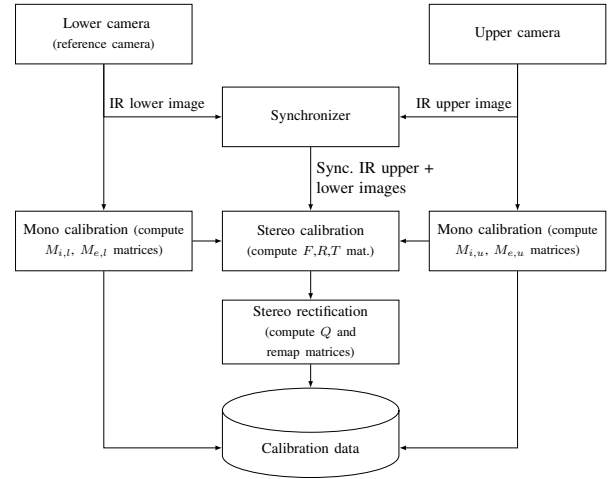 Lower camera
(reference camera)
Upper camera
IR lower image
Synchronizer
IR upper image
Sync. IR upper +
lower images
Mono calibration (compute
M_{i,l}, M_{e,l} matrices)
Stereo calibration
(compute F,R,T mat.)
Mono calibration (compute
M_{i,u}, M_{e,u} matrices)
Stereo rectification
(compute Q and
remap matrices)
Calibration data